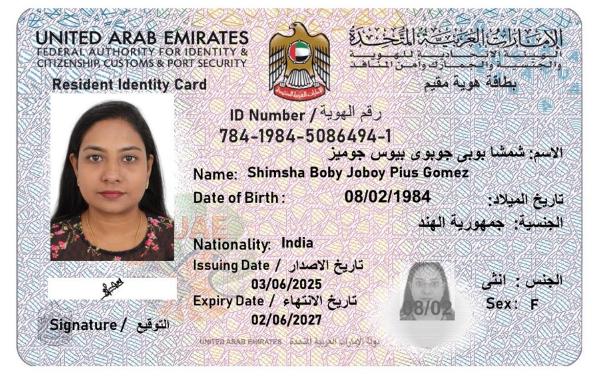 UNITED ARAB EMIRATES
FEDERAL AUTHORITY FOR IDENTITY &
CITIZENSHIP, CUSTOMS & PORT SECURITY
Resident Identity Card
الإمارات العربية المتحدة
الهيئة الاتحادية للهوية
والجنسية والجمارك وأمن المنافذ
بطاقة هوية مقيم
ID Number / رقم الهوية
784-1984-5086494-1
الاسم: شمشا بوبى جوبوى بيوس جوميز
Name: Shimsha Boby Joboy Pius Gomez
Date of Birth: 08/02/1984 تاريخ الميلاد:
الجنسية: جمهورية الهند
Nationality: India
Issuing Date / تاريخ الاصدار
03/06/2025
Expiry Date / تاريخ الانتهاء
02/06/2027
الجنس : انثى
Sex: F
08/02
Signature / التوقيع
UNITED ARAB EMIRATES دولة الإمارات العربية المتحدة
UAE